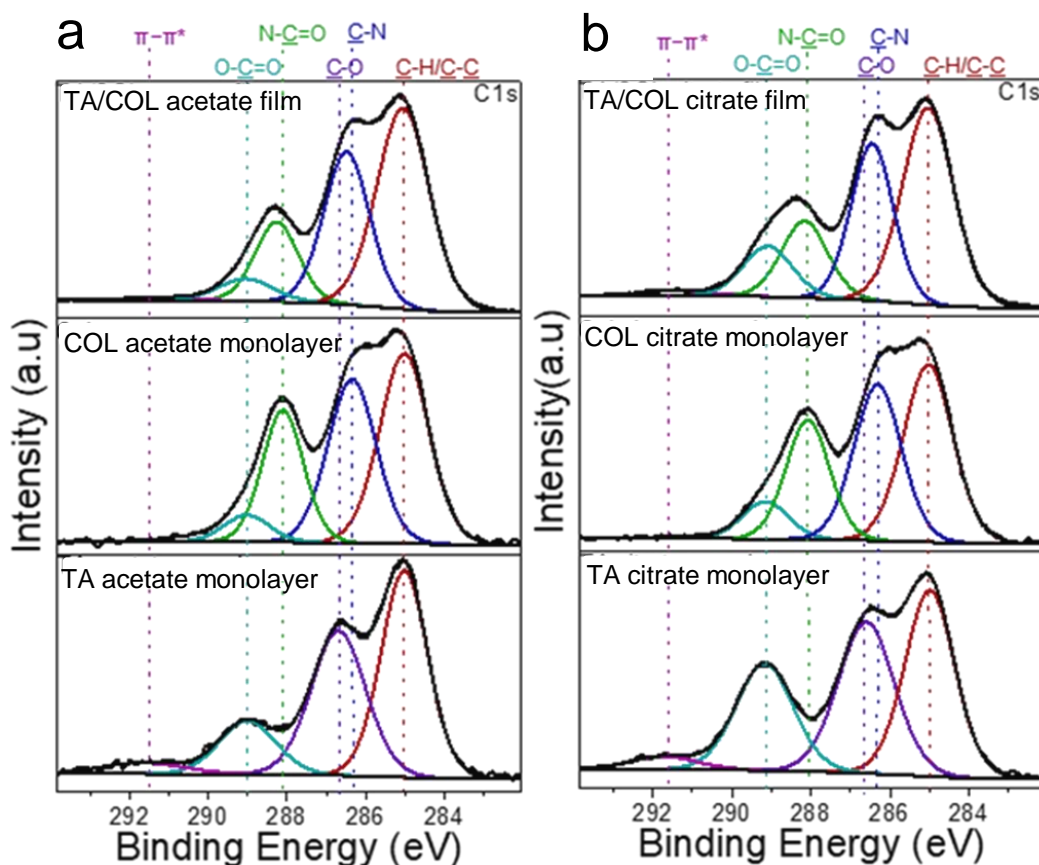 a
π–π*
N-C=O
C-N
O-C=O
C-O
C-H/C-C
C1s
TA/COL acetate film
COL acetate monolayer
TA acetate monolayer
Intensity (a.u)
292
290
288
286
284
Binding Energy (eV)
b
π–π*
N-C=O
C-N
O-C=O
C-O
C-H/C-C
C1s
TA/COL citrate film
COL citrate monolayer
TA citrate monolayer
Intensity(a.u)
292
290
288
286
284
Binding Energy (eV)